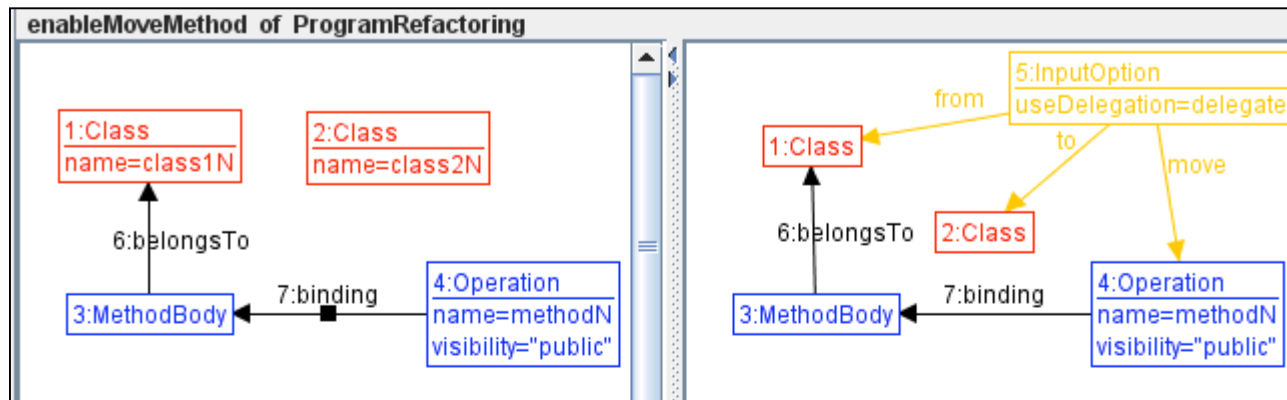 enableMoveMethod of ProgramRefactoring
1:Class
name=class1N
2:Class
name=class2N
6:belongsTo
3:MethodBody
7:binding
4:Operation
name=methodN
visibility="public"
5:InputOption
useDelegation=delegate
from
to
move
1:Class
6:belongsTo
2:Class
3:MethodBody
7:binding
4:Operation
name=methodN
visibility="public"